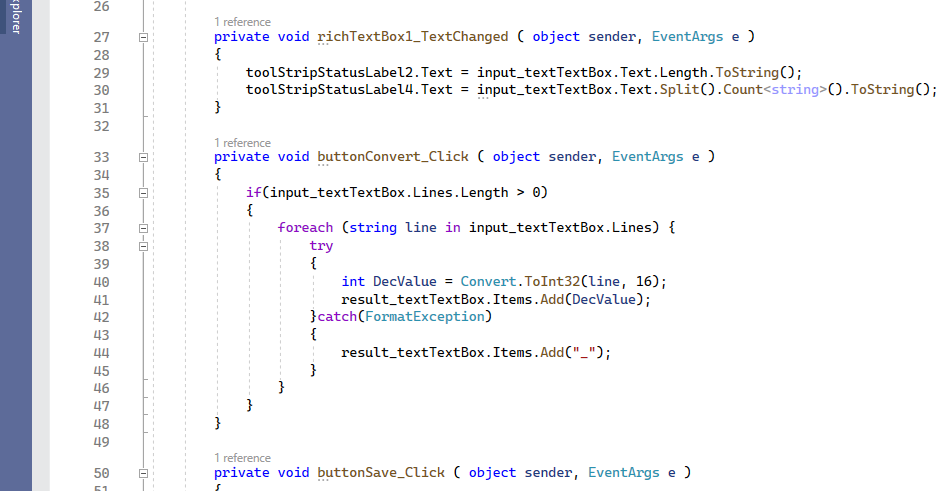 plorer
26
1 reference
27 private void richTextBox1_TextChanged ( object sender, EventArgs e )
28 {
29 toolStripStatusLabel2.Text = input_textTextBox.Text.Length.ToString();
30 toolStripStatusLabel4.Text = input_textTextBox.Text.Split().Count<string>().ToString();
31 }
32
1 reference
33 private void buttonConvert_Click ( object sender, EventArgs e )
34 {
35 if(input_textTextBox.Lines.Length > 0)
36 {
37 foreach (string line in input_textTextBox.Lines) {
38 try
39 {
40 int DecValue = Convert.ToInt32(line, 16);
41 result_textTextBox.Items.Add(DecValue);
42 }catch(FormatException)
43 {
44 result_textTextBox.Items.Add("_");
45 }
46 }
47 }
48 }
49
1 reference
50 private void buttonSave_Click ( object sender, EventArgs e )
51 {